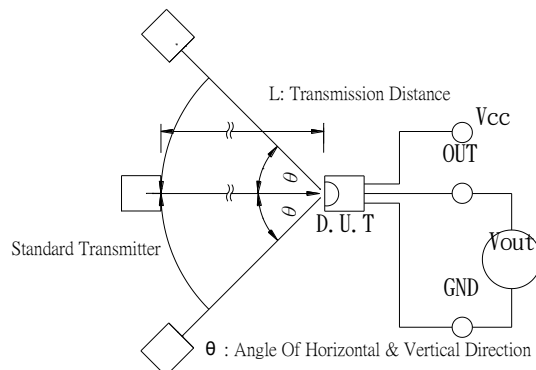 L: Transmission Distance
Vcc
OUT
θ
θ
D.U.T
Standard Transmitter
Vout
GND
θ : Angle Of Horizontal & Vertical Direction